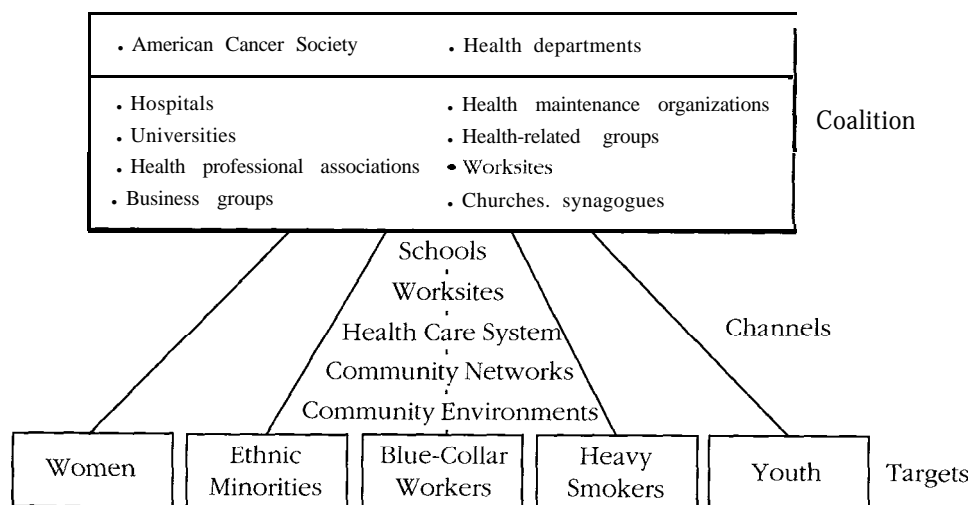 • American Cancer Society
• Health departments
• Hospitals
• Universities
• Health professional associations
• Business groups
• Health maintenance organizations
• Health-related groups
• Worksites
• Churches. synagogues
Coalition
Schools
Worksites
Health Care System
Community Networks
Community Environments
Channels
Women
Ethnic
Minorities
Blue-Collar
Workers
Heavy
Smokers
Youth
Targets